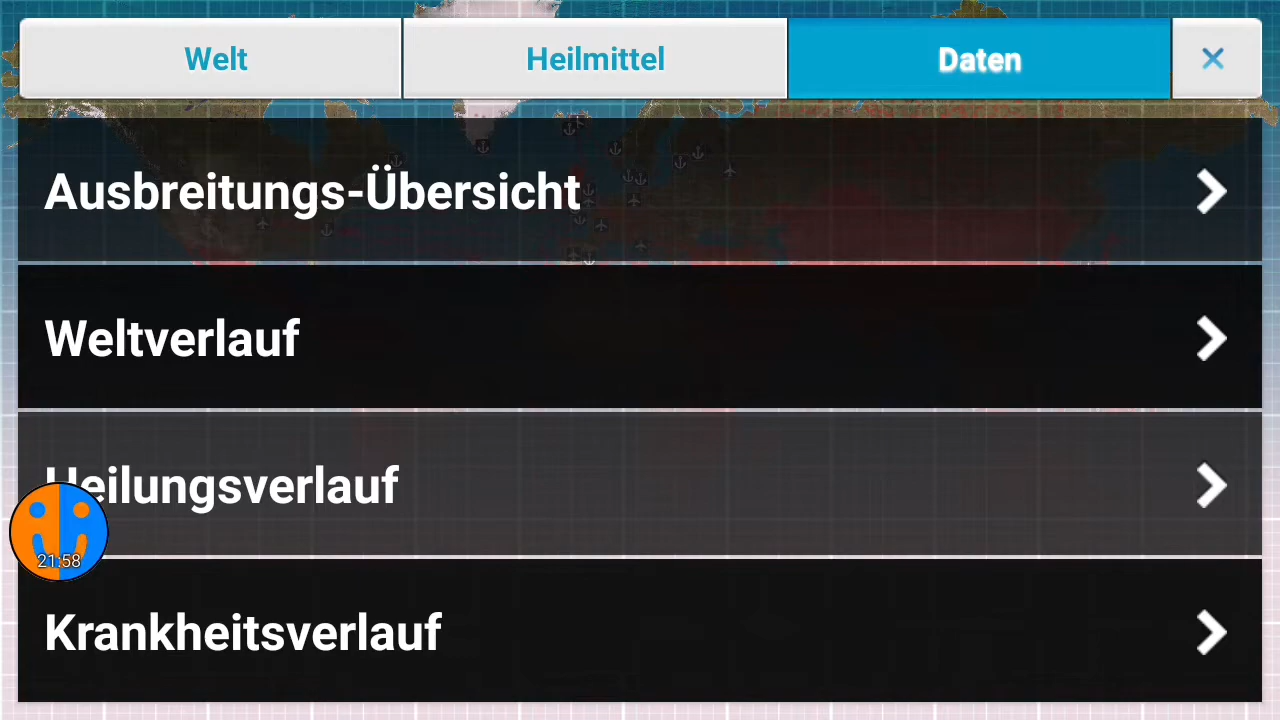 Welt
Heilmittel
Daten
Ausbreitungs-Übersicht
Weltverlauf
Heilungsverlauf
21:58
Krankheitsverlauf